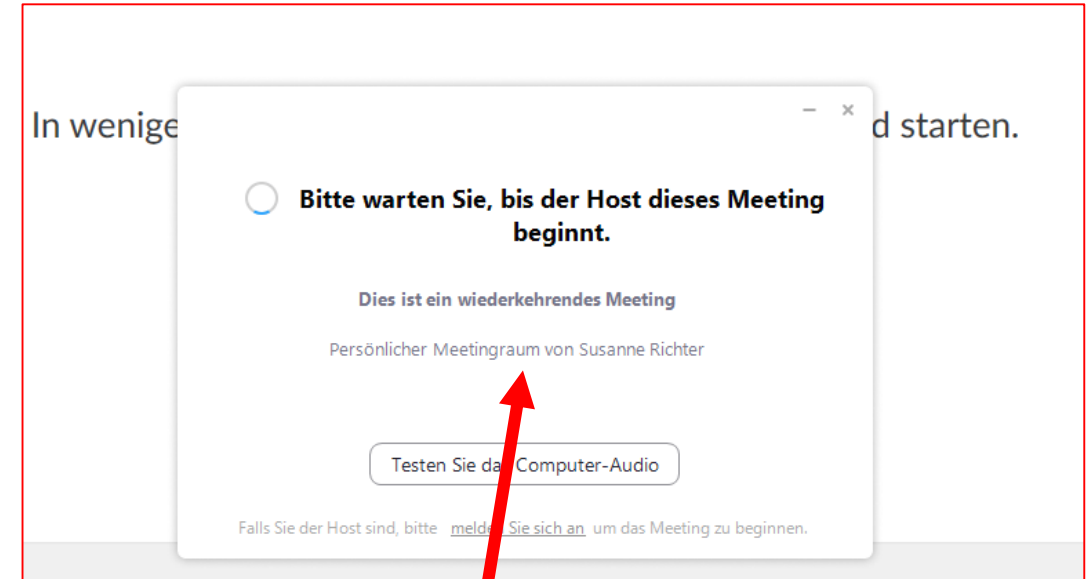 In wenige d starten.
– ×
Bitte warten Sie, bis der Host dieses Meeting
beginnt.
Dies ist ein wiederkehrendes Meeting
Persönlicher Meetingraum von Susanne Richter
Testen Sie da Computer-Audio
Falls Sie der Host sind, bitte melden Sie sich an um das Meeting zu beginnen.